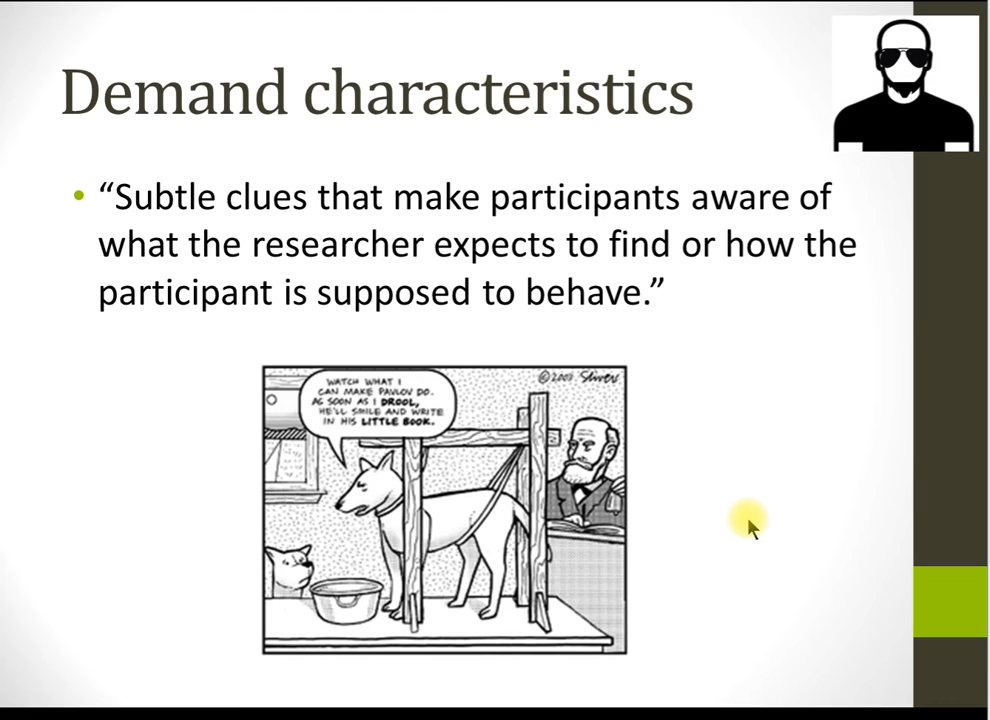 Demand characteristics
• “Subtle clues that make participants aware of
what the researcher expects to find or how the
participant is supposed to behave.”
WATCH WHAT I
CAN MAKE PAVLOV DO.
AS SOON AS I DROOL,
HE'LL SMILE AND WRITE
IN HIS LITTLE BOOK.